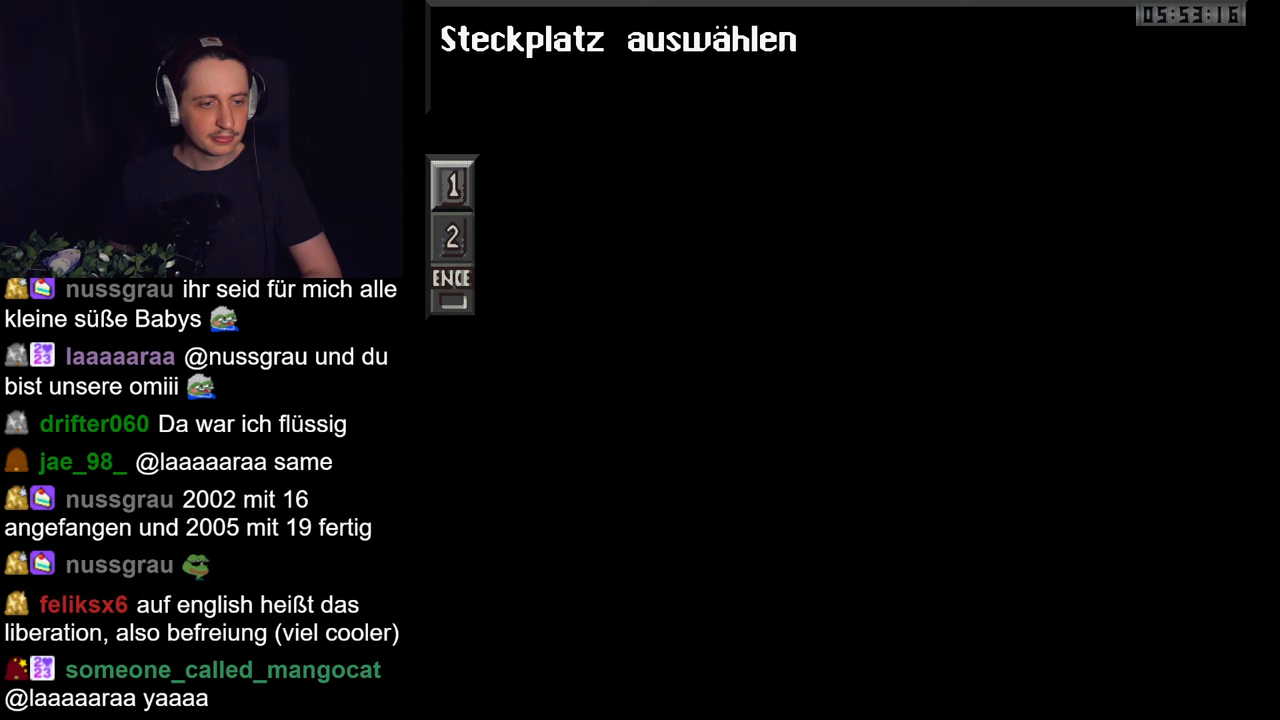 Steckplatz auswählen
05:53:16
1
2
ENCE
nussgrau ihr seid für mich alle
kleine süße Babys
laaaaaraa @nussgrau und du
bist unsere omiii
drifter060 Da war ich flüssig
jae_98_ @laaaaaraa same
nussgrau 2002 mit 16
angefangen und 2005 mit 19 fertig
nussgrau
feliksx6 auf english heißt das
liberation, also befreiung (viel cooler)
someone_called_mangocat
@laaaaaraa yaaaa